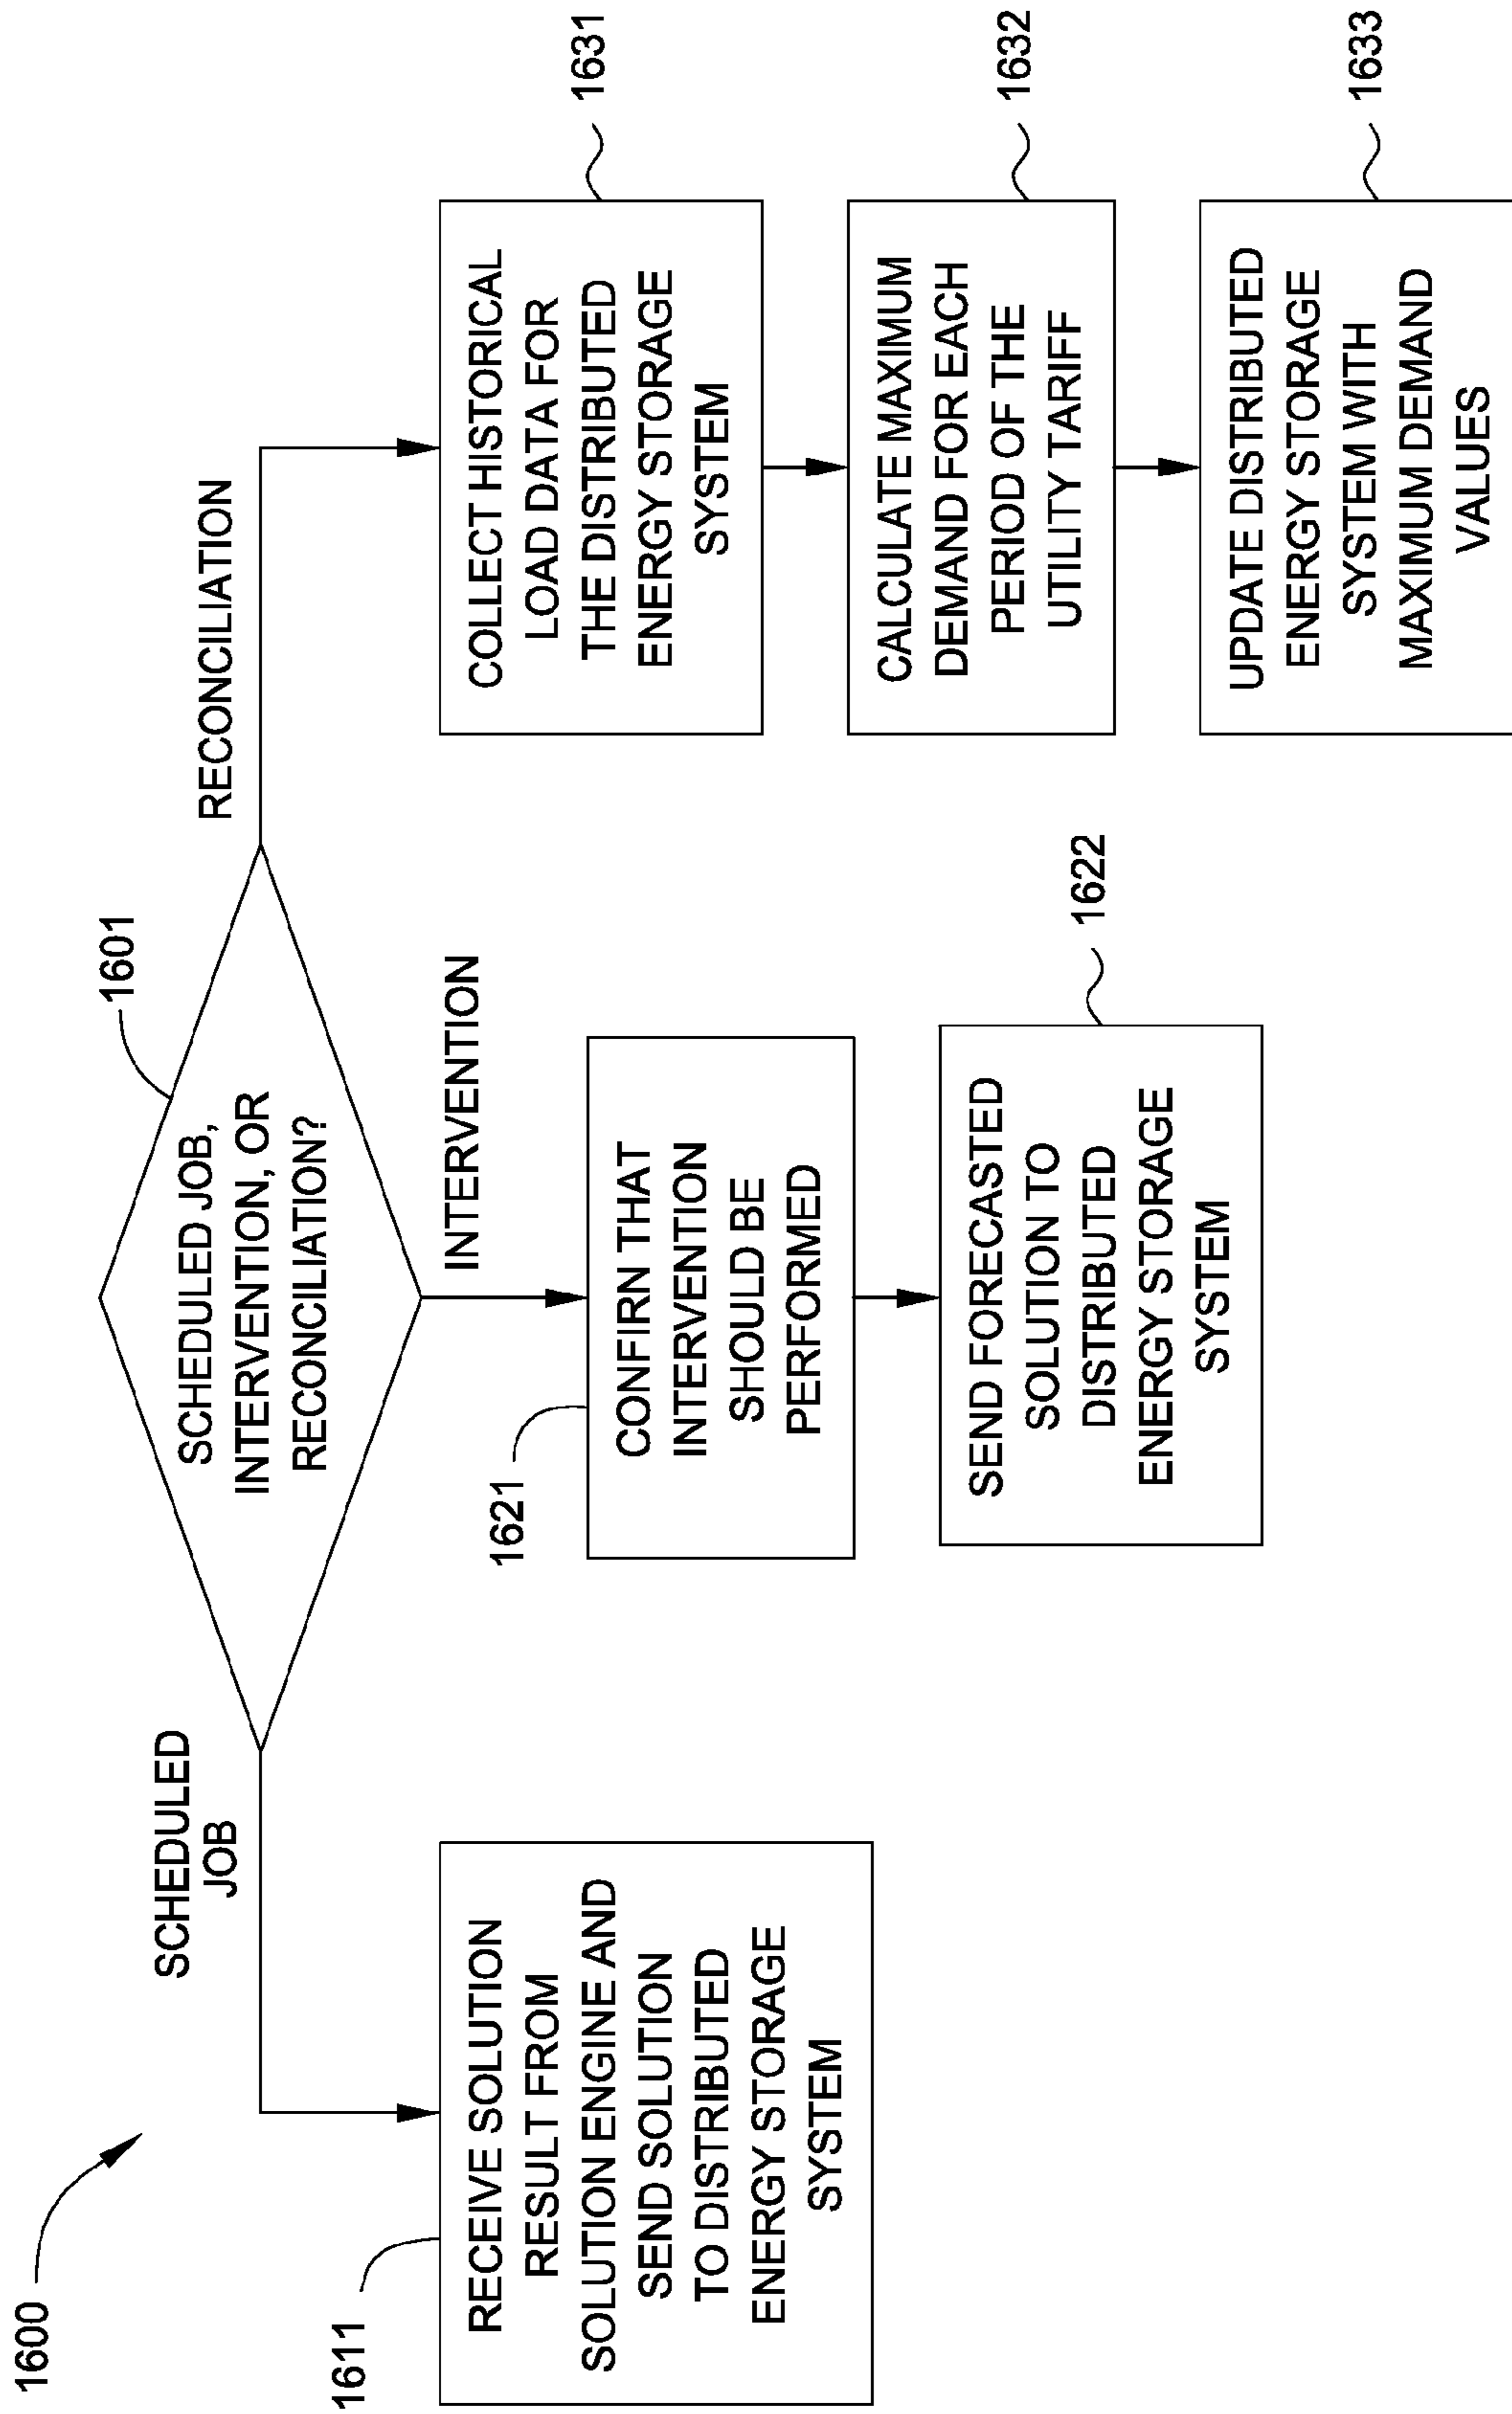 1600
1601
SCHEDULED JOB,
INTERVENTION, OR
RECONCILIATION?
SCHEDULED
JOB
1611
RECEIVE SOLUTION
RESULT FROM
SOLUTION ENGINE AND
SEND SOLUTION
TO DISTRIBUTED
ENERGY STORAGE
SYSTEM
INTERVENTION
1621
CONFIRM THAT
INTERVENTION
SHOULD BE
PERFORMED
1622
SEND FORECASTED
SOLUTION TO
DISTRIBUTED
ENERGY STORAGE
SYSTEM
RECONCILIATION
1631
COLLECT HISTORICAL
LOAD DATA FOR
THE DISTRIBUTED
ENERGY STORAGE
SYSTEM
1632
CALCULATE MAXIMUM
DEMAND FOR EACH
PERIOD OF THE
UTILITY TARIFF
1633
UPDATE DISTRIBUTED
ENERGY STORAGE
SYSTEM WITH
MAXIMUM DEMAND
VALUES